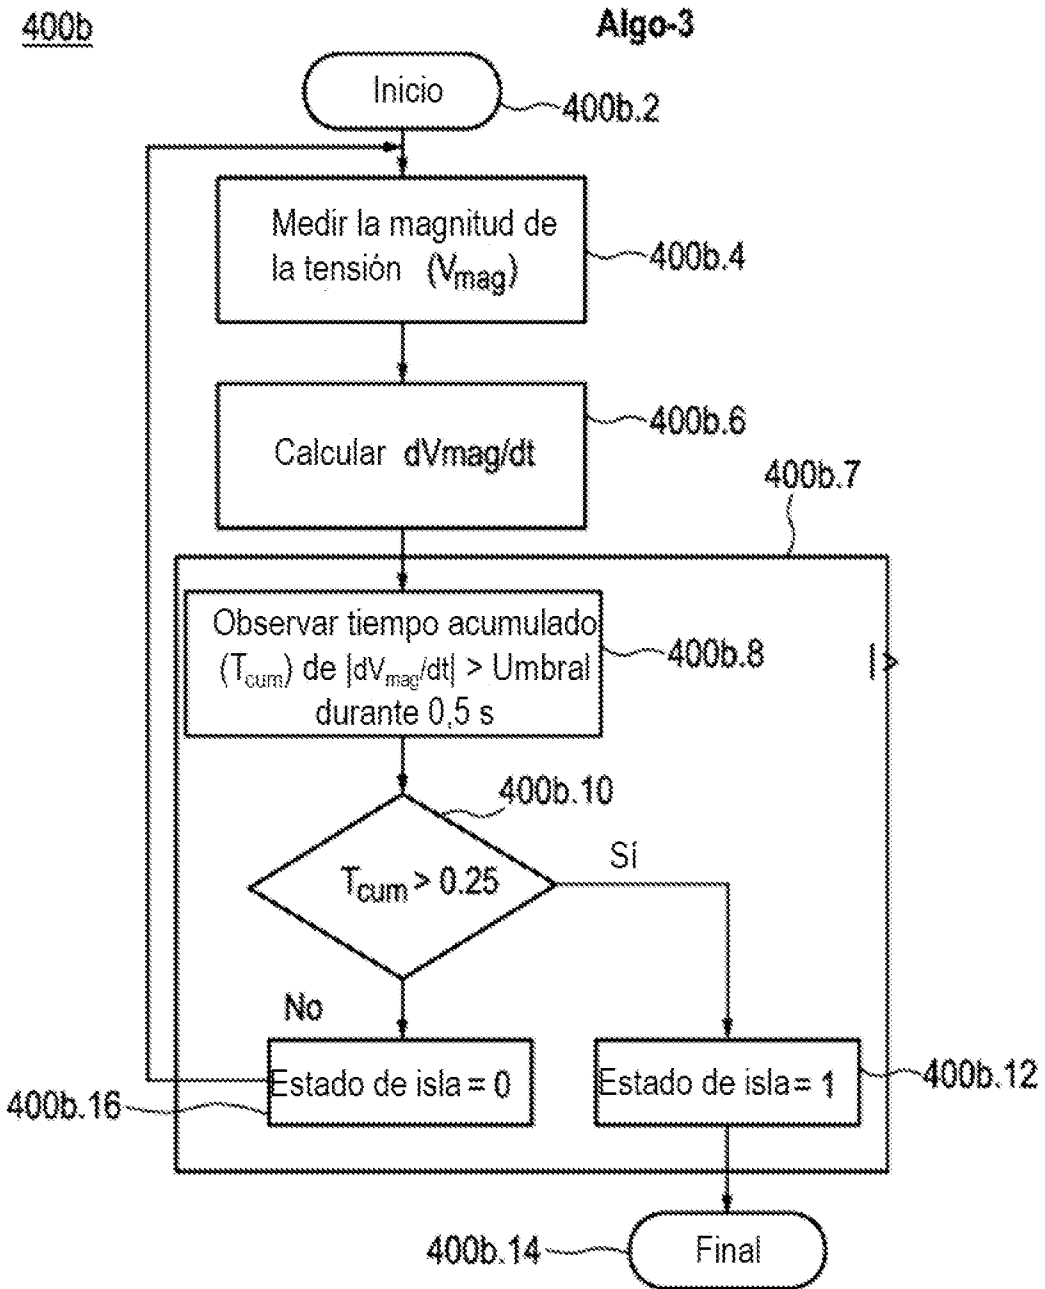 400b
Algo-3
Inicio
400b.2
Medir la magnitud de
la tensión (Vmag)
400b.4
Calcular dVmag/dt
400b.6
400b.7
Observar tiempo acumulado
(Tcum) de |dVmag/dt| > Umbral
durante 0,5 s
400b.8
| >
400b.10
Tcum > 0.25
Sí
No
Estado de isla = 0
Estado de isla = 1
400b.12
400b.16
400b.14
Final